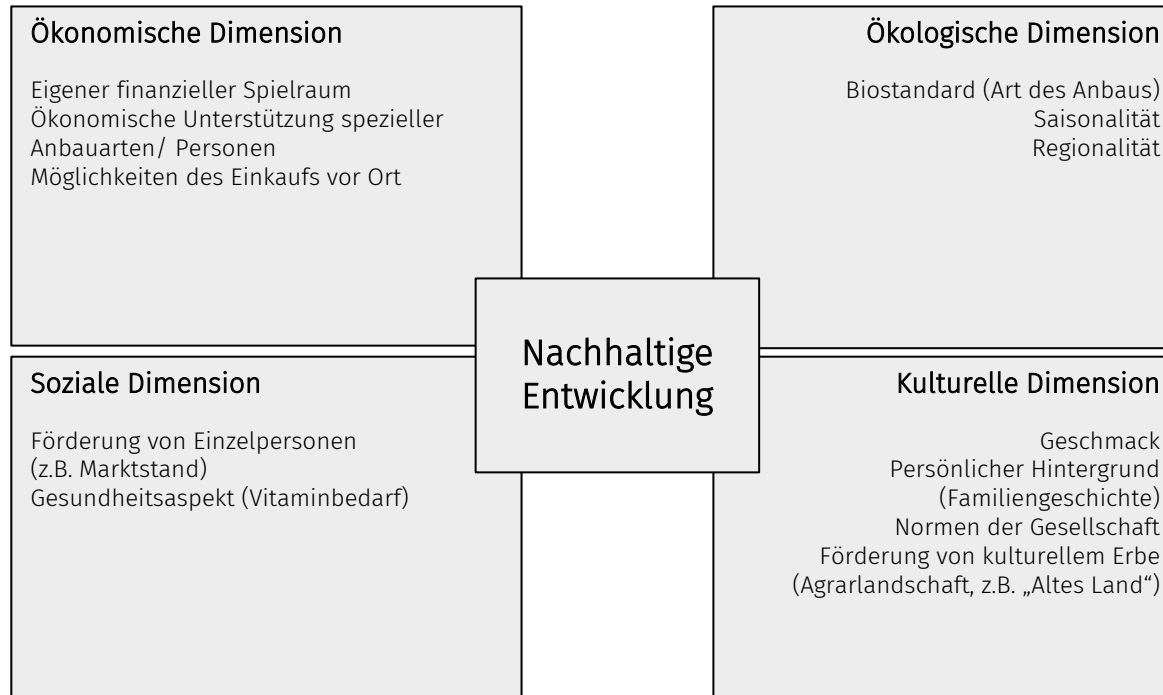 Ökonomische Dimension
Eigener finanzieller Spielraum
Ökonomische Unterstützung spezieller
Anbauarten/ Personen
Möglichkeiten des Einkaufs vor Ort
Ökologische Dimension
Biostandard (Art des Anbaus)
Saisonalität
Regionalität
Nachhaltige
Entwicklung
Soziale Dimension
Förderung von Einzelpersonen
(z.B. Marktstand)
Gesundheitsaspekt (Vitaminbedarf)
Kulturelle Dimension
Geschmack
Persönlicher Hintergrund
(Familiengeschichte)
Normen der Gesellschaft
Förderung von kulturellem Erbe
(Agrarlandschaft, z.B. „Altes Land“)